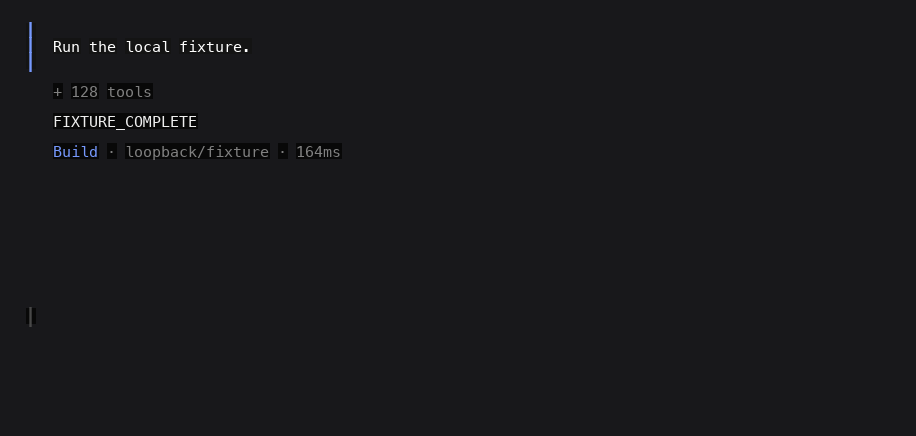 Run the local fixture.
+ 128 tools
FIXTURE_COMPLETE
Build · loopback/fixture · 164ms